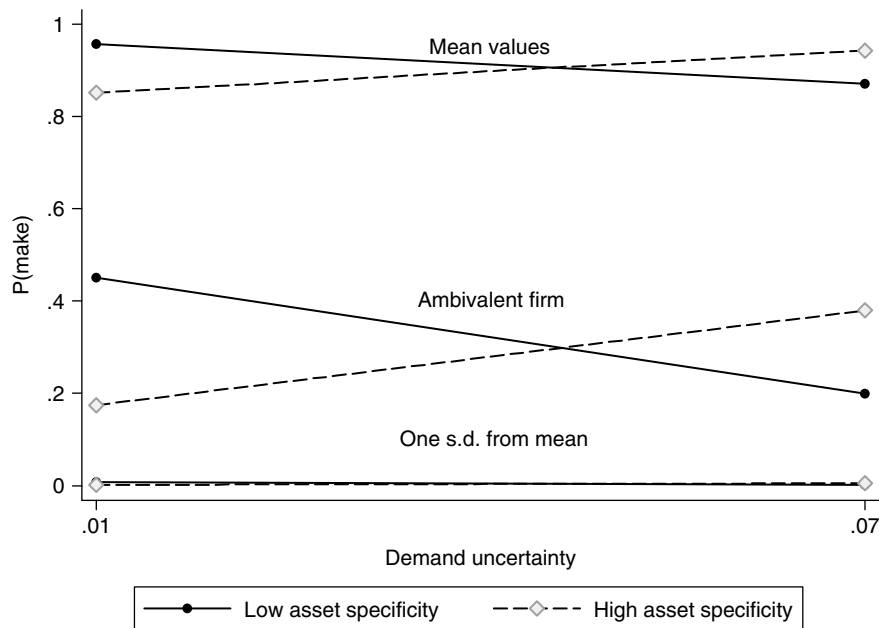 1
Mean values
.8
.6
P(make)
Ambivalent firm
.4
.2
One s.d. from mean
0
.01
.07
Demand uncertainty
Low asset specificity
High asset specificity